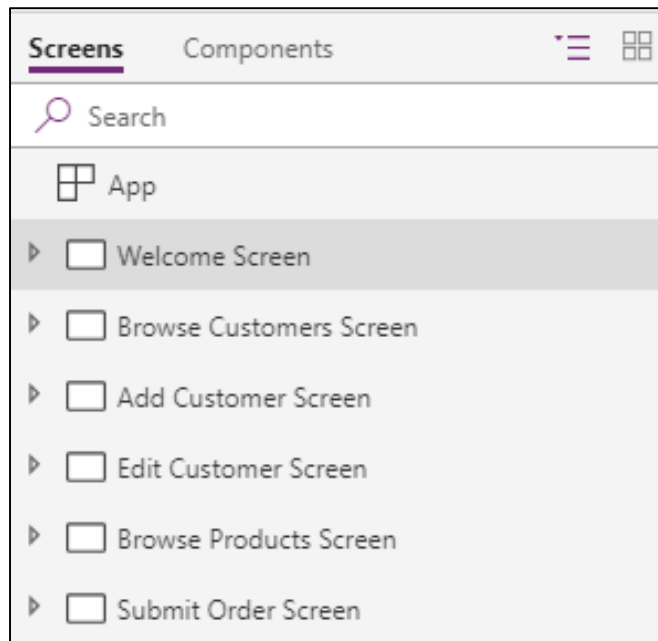 Screens Components
Search
App
Welcome Screen
Browse Customers Screen
Add Customer Screen
Edit Customer Screen
Browse Products Screen
Submit Order Screen